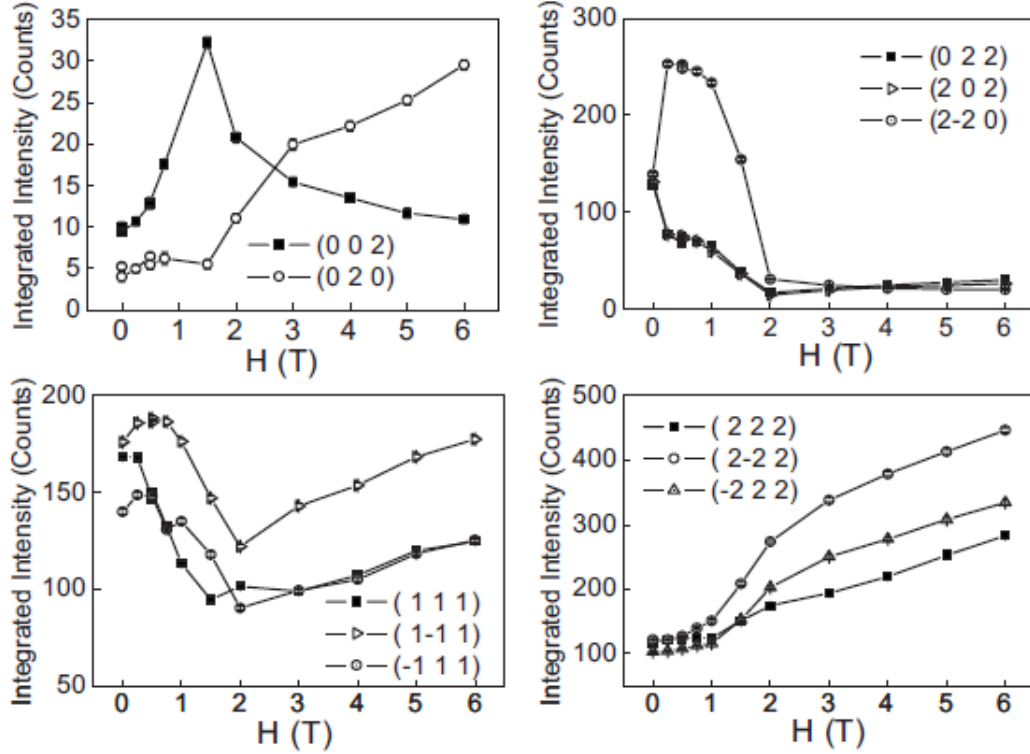 Integrated Intensity (Counts)
35
30
25
20
15
10
5
0
(0 0 2)
(0 2 0)
0 1 2 3 4 5 6
H (T)
Integrated Intensity (Counts)
300
200
100
0
(0 2 2)
(2 0 2)
(2-2 0)
0 1 2 3 4 5 6
H (T)
Integrated Intensity (Counts)
200
150
100
50
( 1 1 1)
( 1-1 1)
(-1 1 1)
0 1 2 3 4 5 6
H (T)
Integrated Intensity (Counts)
500
400
300
200
100
( 2 2 2)
( 2-2 2)
(-2 2 2)
0 1 2 3 4 5 6
H (T)